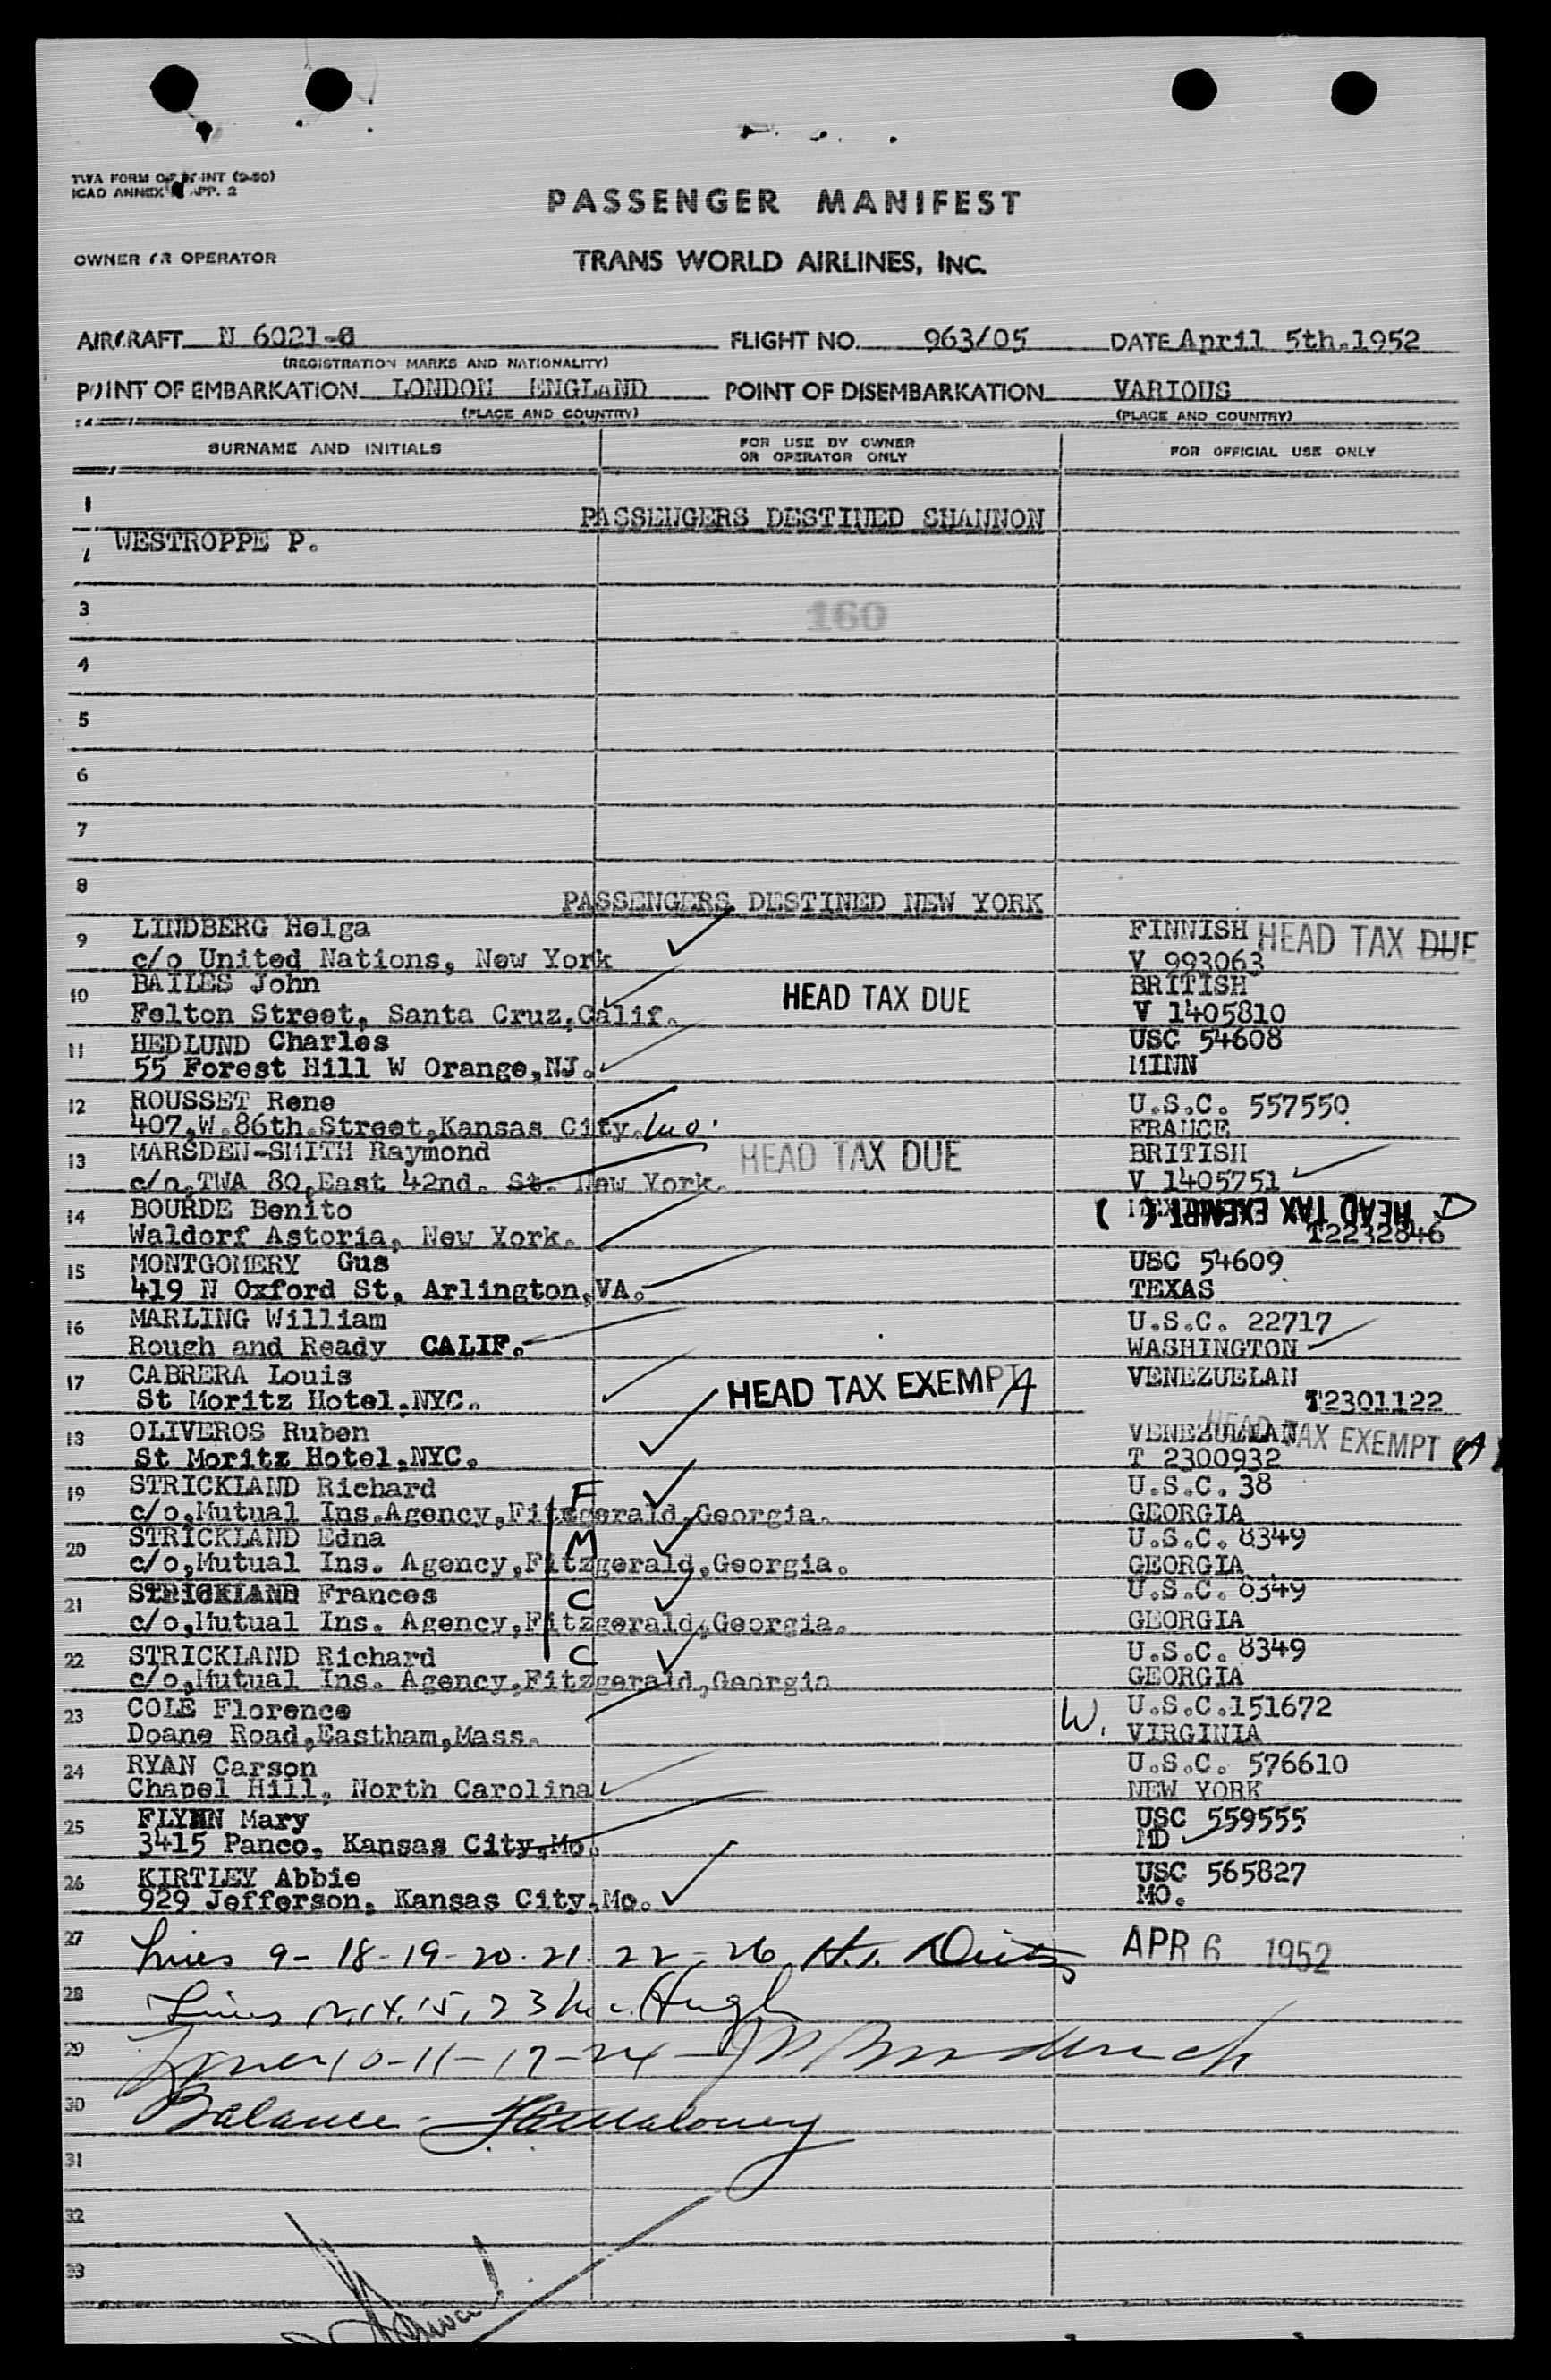 TWA FORM
ICAO ANNEX APP. 2
PASSENGER MANIFEST
OWNER OR OPERATOR
TRANS WORLD AIRLINES, INC.
AIRCRAFT N 6021-C FLIGHT NO. 963/05 DATE April 5th.1952
(REGISTRATION MARKS AND NATIONALITY)
POINT OF EMBARKATION LONDON ENGLAND POINT OF DISEMBARKATION VARIOUS
(PLACE AND COUNTRY) (PLACE AND COUNTRY)
SURNAME AND INITIALS FOR USE BY OWNER OR OPERATOR ONLY FOR OFFICIAL USE ONLY
1 PASSENGERS DESTINED SHANNON
2 WESTROPPE P.
3 160
4
5
6
7
8 PASSENGERS DESTINED NEW YORK
9 LINDBERG Helga FINNISH HEAD TAX DUE
c/o United Nations, New York V 993063
10 BAILES John HEAD TAX DUE BRITISH
Felton Street, Santa Cruz,Calif. V 1405810
11 HEDLUND Charles USC 54608
55 Forest Hill W Orange,NJ. MINN
12 ROUSSET Rene U.S.C. 557550
407,W.86th.Street,Kansas City. Mo. FRANCE
13 MARSDEN-SMITH Raymond HEAD TAX DUE BRITISH
c/o,TWA 80,East 42nd. St. New York. V 1405751
14 BOURDE Benito HEAD TAX EXEMPT ( ) D
Waldorf Astoria, New York. T2232846
15 MONTGOMERY Gus USC 54609
419 N Oxford St, Arlington,VA. TEXAS
16 MARLING William U.S.C. 22717
Rough and Ready CALIF. WASHINGTON
17 CABRERA Louis HEAD TAX EXEMPT A VENEZUELAN
St Moritz Hotel,NYC. T2301122
18 OLIVEROS Ruben VENEZUELAN HEAD TAX EXEMPT (A)
St Moritz Hotel,NYC. T 2300932
19 STRICKLAND Richard F U.S.C. 38
c/o,Mutual Ins.Agency,Fitzgerald,Georgia. GEORGIA
20 STRICKLAND Edna M U.S.C. 8349
c/o,Mutual Ins. Agency,Fitzgerald,Georgia. GEORGIA
21 STRICKLAND Frances C U.S.C. 8349
c/o,Mutual Ins. Agency,Fitzgerald,Georgia. GEORGIA
22 STRICKLAND Richard C U.S.C. 8349
c/o,Mutual Ins. Agency,Fitzgerald,Georgia GEORGIA
23 COLE Florence U.S.C.151672
Doane Road,Eastham,Mass. W. VIRGINIA
24 RYAN Carson U.S.C. 576610
Chapel Hill, North Carolina NEW YORK
25 FLYNN Mary USC 559555
3415 Panco, Kansas City,Mo. MD
26 KIRTLEY Abbie USC 565827
929 Jefferson, Kansas City,Mo. MO.
27 Lines 9-18-19-20-21-22-26 APR 6 1952
28 Lines 12,14,15,23
29 Lines 10-11-17-24
30 Balance
31
32
33